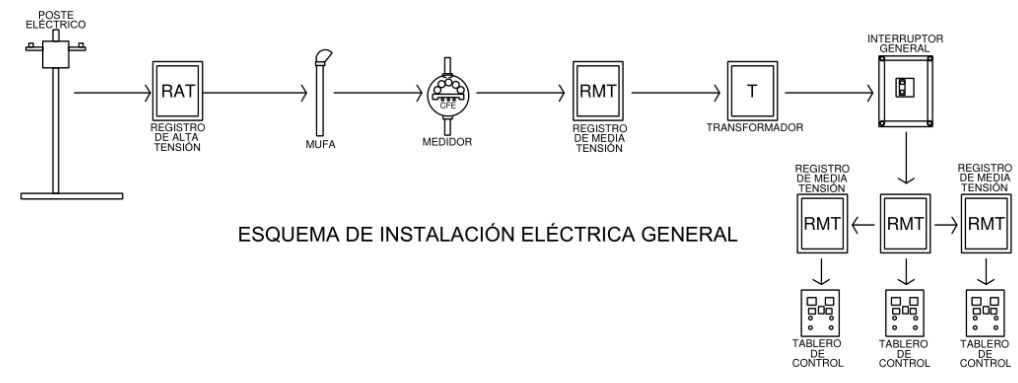 POSTE
ELÉCTRICO
RAT
REGISTRO
DE ALTA
TENSIÓN
MUFA
CFE
MEDIDOR
RMT
REGISTRO
DE MEDIA
TENSIÓN
T
TRANSFORMADOR
INTERRUPTOR
GENERAL
ESQUEMA DE INSTALACIÓN ELÉCTRICA GENERAL
REGISTRO
DE MEDIA
TENSIÓN
RMT
RMT
REGISTRO
DE MEDIA
TENSIÓN
RMT
TABLERO
DE
CONTROL
TABLERO
DE
CONTROL
TABLERO
DE
CONTROL